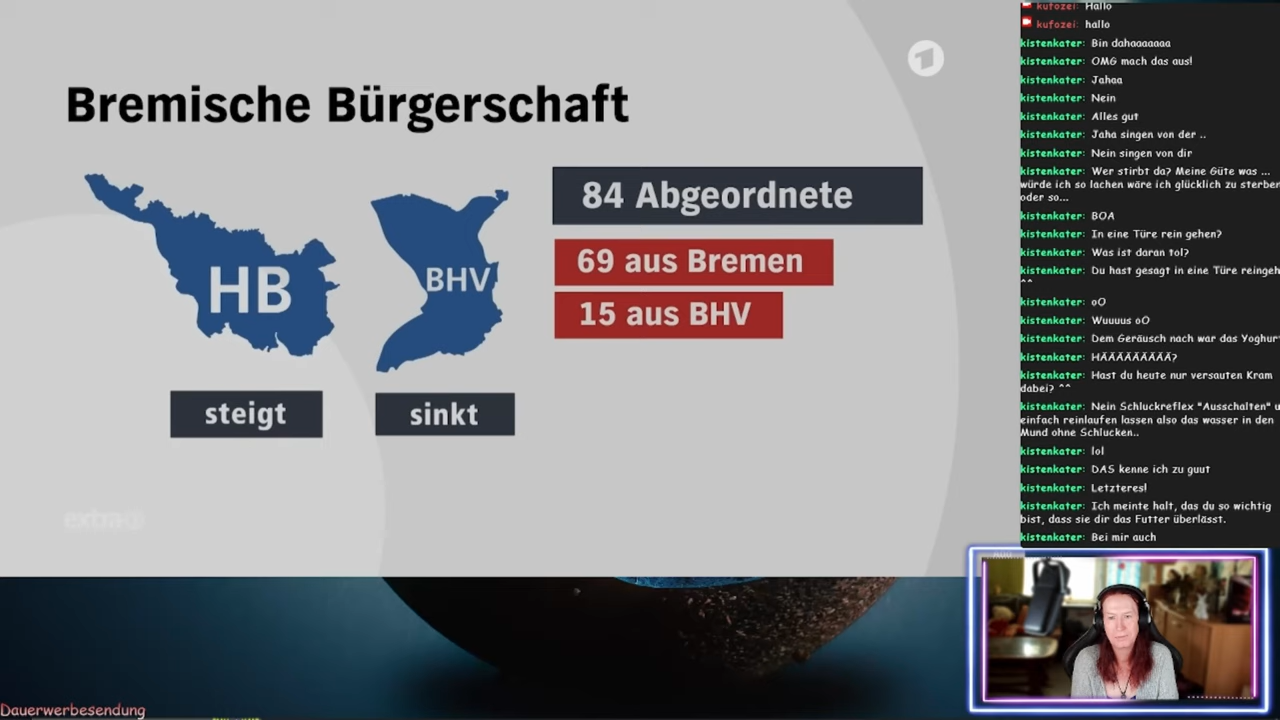 Bremische Bürgerschaft
HB
BHV
84 Abgeordnete
69 aus Bremen
15 aus BHV
steigt
sinkt
extra
Dauerwerbesendung
kufozei: Hallo
kufozei: hallo
kistenkater: Bin dahaaaaaaa
kistenkater: OMG mach das aus!
kistenkater: Jahaa
kistenkater: Nein
kistenkater: Alles gut
kistenkater: Jaha singen von der ..
kistenkater: Nein singen von dir
kistenkater: Wer stirbt da? Meine Güte was ...
würde ich so lachen wäre ich glücklich zu sterben
oder so...
kistenkater: BOA
kistenkater: In eine Türe rein gehen?
kistenkater: Was ist daran tol?
kistenkater: Du hast gesagt in eine Türe reingeh
^^
kistenkater: oO
kistenkater: Wuuuus oO
kistenkater: Dem Geräusch nach war das Yoghur
kistenkater: HÄÄÄÄÄÄÄÄÄ?
kistenkater: Hast du heute nur versauten Kram
dabei? ^^
kistenkater: Nein Schluckreflex "Ausschalten" u
einfach reinlaufen lassen also das wasser in den
Mund ohne Schlucken..
kistenkater: lol
kistenkater: DAS kenne ich zu guut
kistenkater: Letzteres!
kistenkater: Ich meinte halt, das du so wichtig
bist, dass sie dir das Futter überlässt.
kistenkater: Bei mir auch